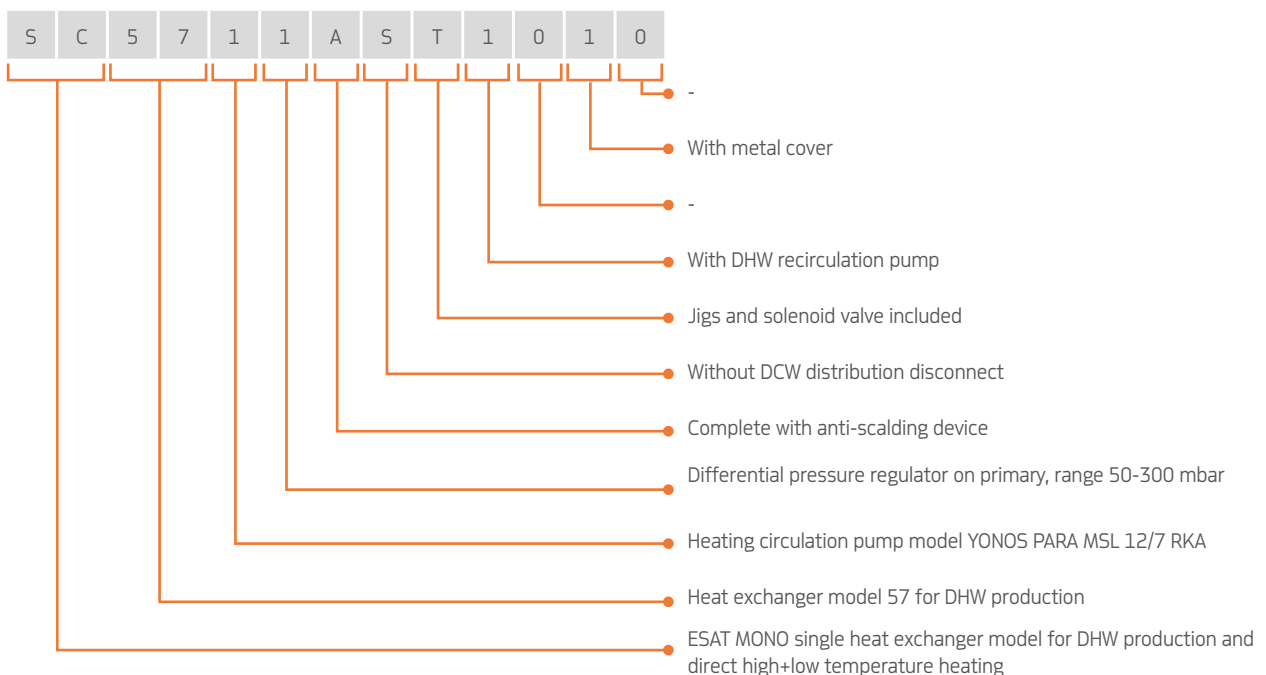 S C 5 7 1 1 A S T 1 0 1 0
-
With metal cover
-
With DHW recirculation pump
Jigs and solenoid valve included
Without DCW distribution disconnect
Complete with anti-scalding device
Differential pressure regulator on primary, range 50-300 mbar
Heating circulation pump model YONOS PARA MSL 12/7 RKA
Heat exchanger model 57 for DHW production
ESAT MONO single heat exchanger model for DHW production and
direct high+low temperature heating